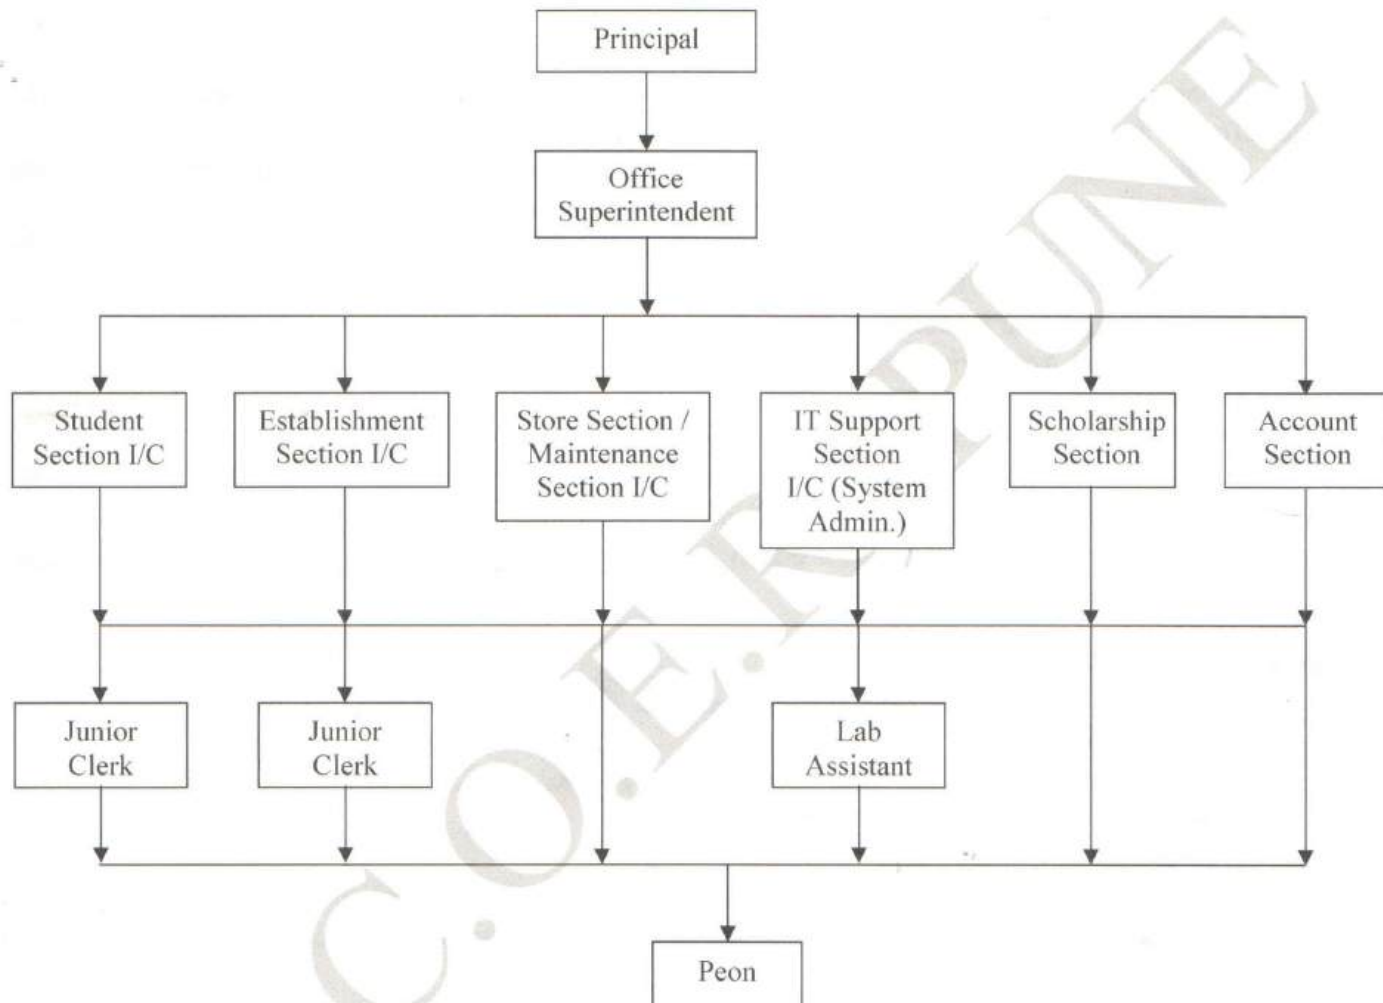 Principal
Office
Superintendent
Student
Section I/C
Establishment
Section I/C
Store Section /
Maintenance
Section I/C
IT Support
Section
I/C (System
Admin.)
Scholarship
Section
Account
Section
Junior
Clerk
Junior
Clerk
Lab
Assistant
Peon
C.O.E.R, PUNE